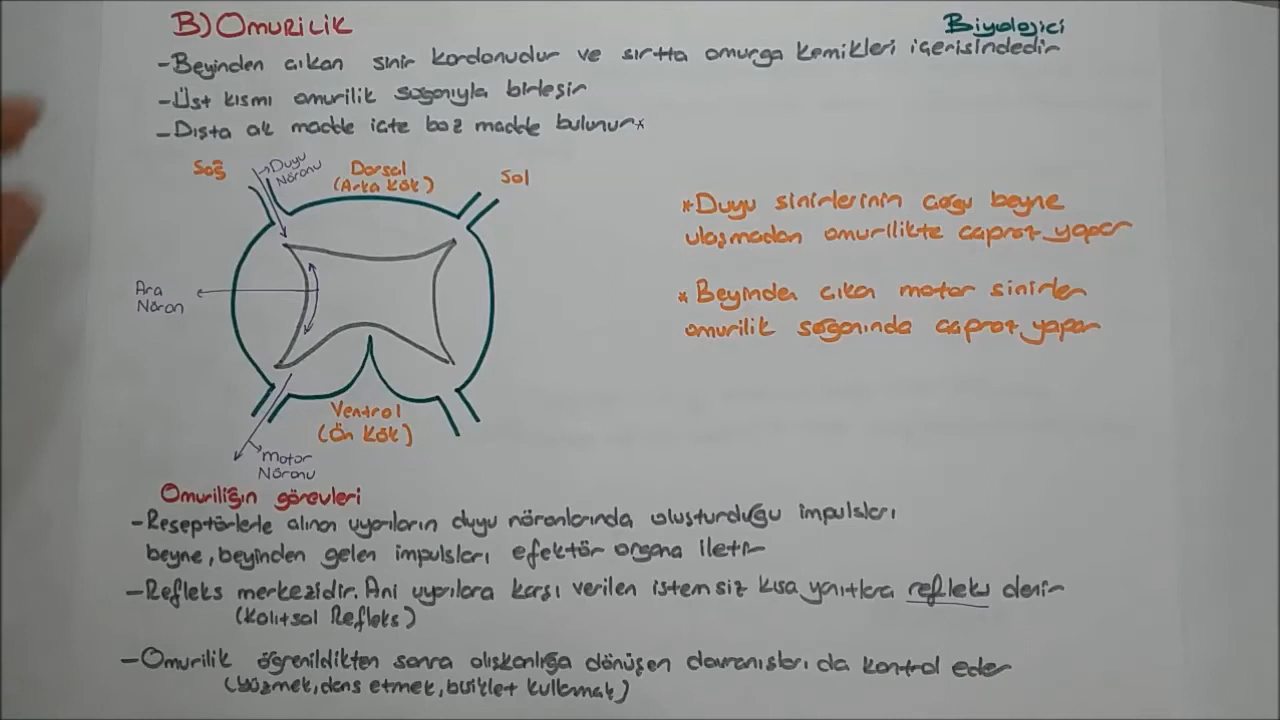 B) Omurilik
Biyolojici
-Beyinden çıkan sinir kordonudur ve sırtta omurga kemikleri içerisindedir
-Üst kısmı omurilik soğanıyla birleşir
-Dışta ak madde içte boz madde bulunur*
Sağ
Duyu
Nöronu
Dorsal
(Arka Kök)
Sol
*Duyu sinirlerinin çoğu beyne
ulaşmadan omurilikte çapraz yapar
Ara
Nöron
*Beyinden çıkan motor sinirler
omurilik soğanında çapraz yapar
Ventral
(Ön Kök)
Motor
Nöronu
Omuriliğin görevleri
-Reseptörlerle alınan uyarıların duyu nöronlarında oluşturduğu impulsları
beyne, beyinden gelen impulsları efektör organa iletir
-Refleks merkezidir. Ani uyarılara karşı verilen istemsiz kısa yanıtlara refleks denir
(Kalıtsal Refleks)
-Omurilik öğrenildikten sonra alışkanlığa dönüşen davranışları da kontrol eder
(Yüzmek, dans etmek, bisiklet kullanmak)